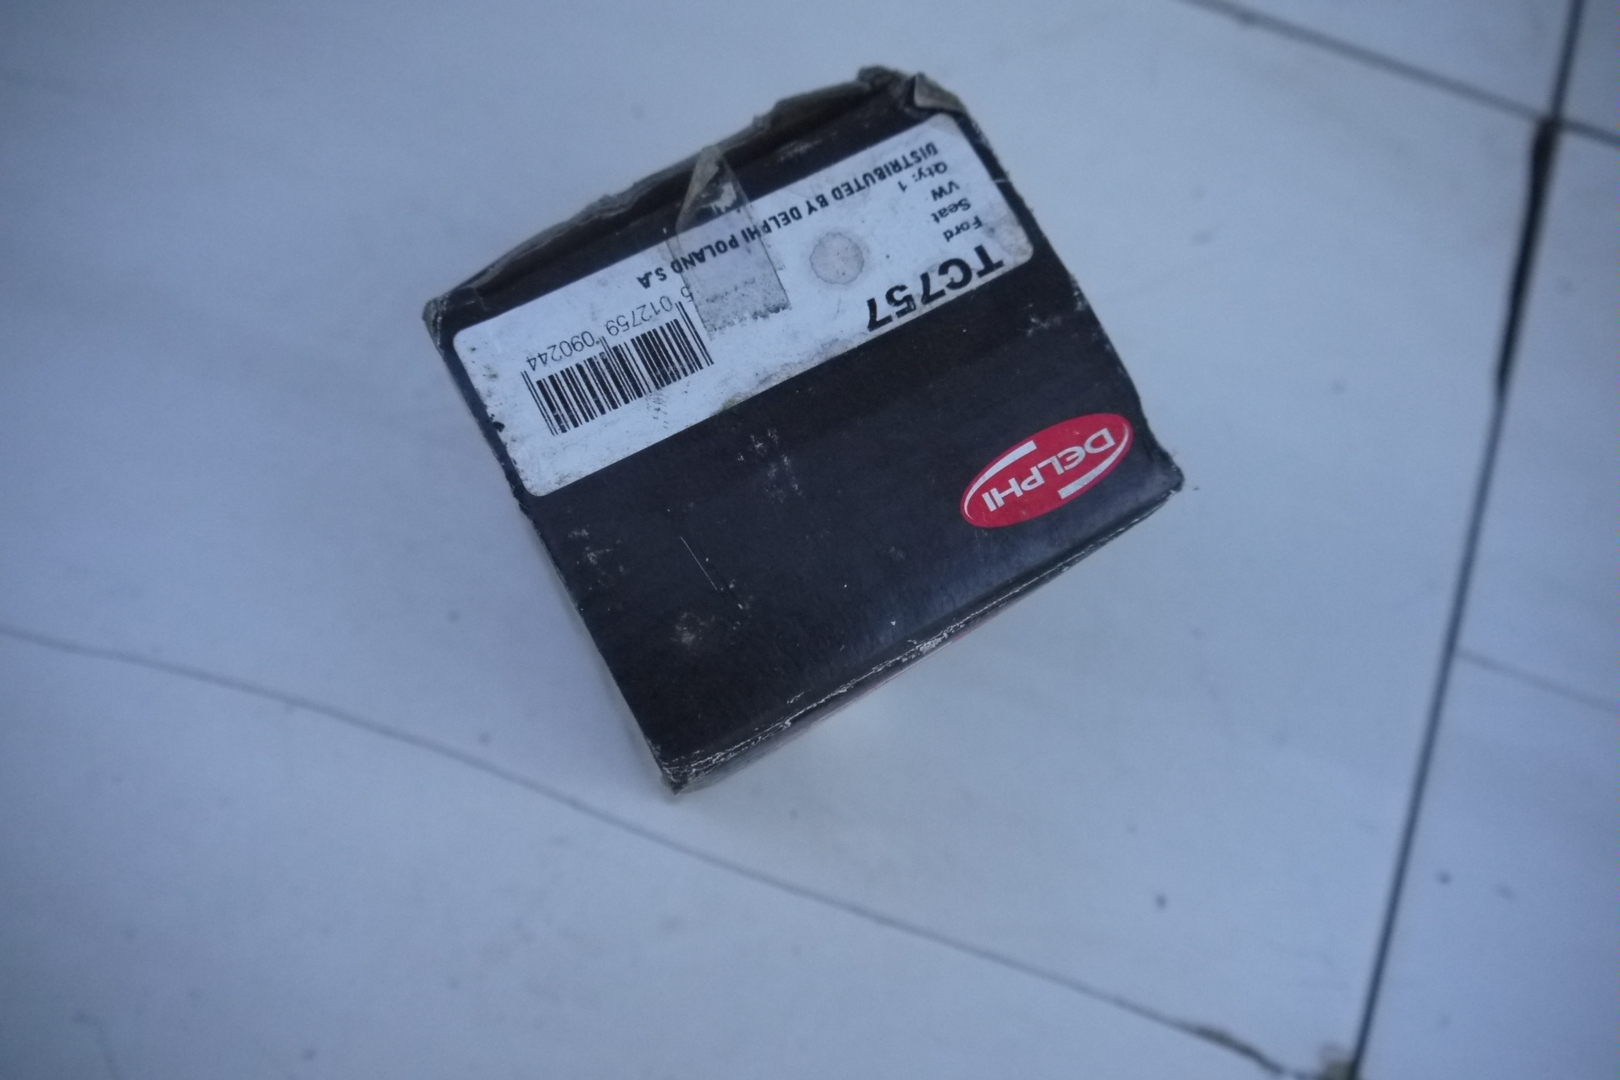 TC757
Ford
Seat
VW
Qty: 1
DISTRIBUTED BY DELPHI POLAND S.A
5 012759 090244
DELPHI